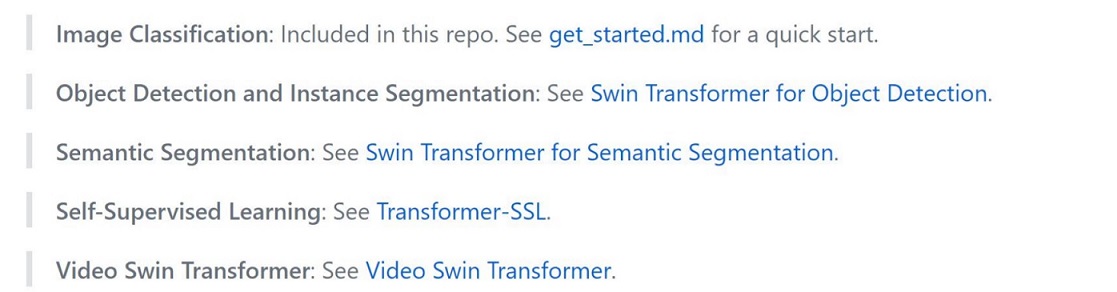 Image Classification: Included in this repo. See get_started.md for a quick start.
Object Detection and Instance Segmentation: See Swin Transformer for Object Detection.
Semantic Segmentation: See Swin Transformer for Semantic Segmentation.
Self-Supervised Learning: See Transformer-SSL.
Video Swin Transformer: See Video Swin Transformer.